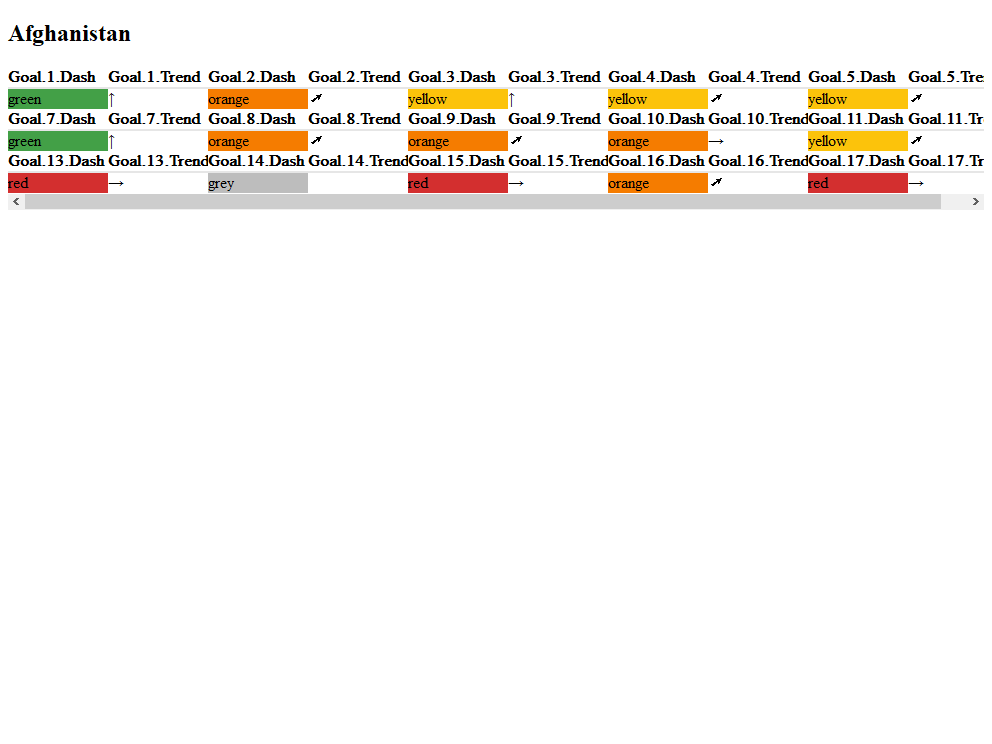 Afghanistan
Goal.1.Dash Goal.1.Trend Goal.2.Dash Goal.2.Trend Goal.3.Dash Goal.3.Trend Goal.4.Dash Goal.4.Trend Goal.5.Dash Goal.5.Tre
green ↑ orange ➚ yellow ↑ yellow ➚ yellow ➚
Goal.7.Dash Goal.7.Trend Goal.8.Dash Goal.8.Trend Goal.9.Dash Goal.9.Trend Goal.10.Dash Goal.10.Trend Goal.11.Dash Goal.11.Tr
green ↑ orange ➚ orange ➚ orange → yellow ➚
Goal.13.Dash Goal.13.Trend Goal.14.Dash Goal.14.Trend Goal.15.Dash Goal.15.Trend Goal.16.Dash Goal.16.Trend Goal.17.Dash Goal.17.Tr
red → grey red → orange ➚ red →